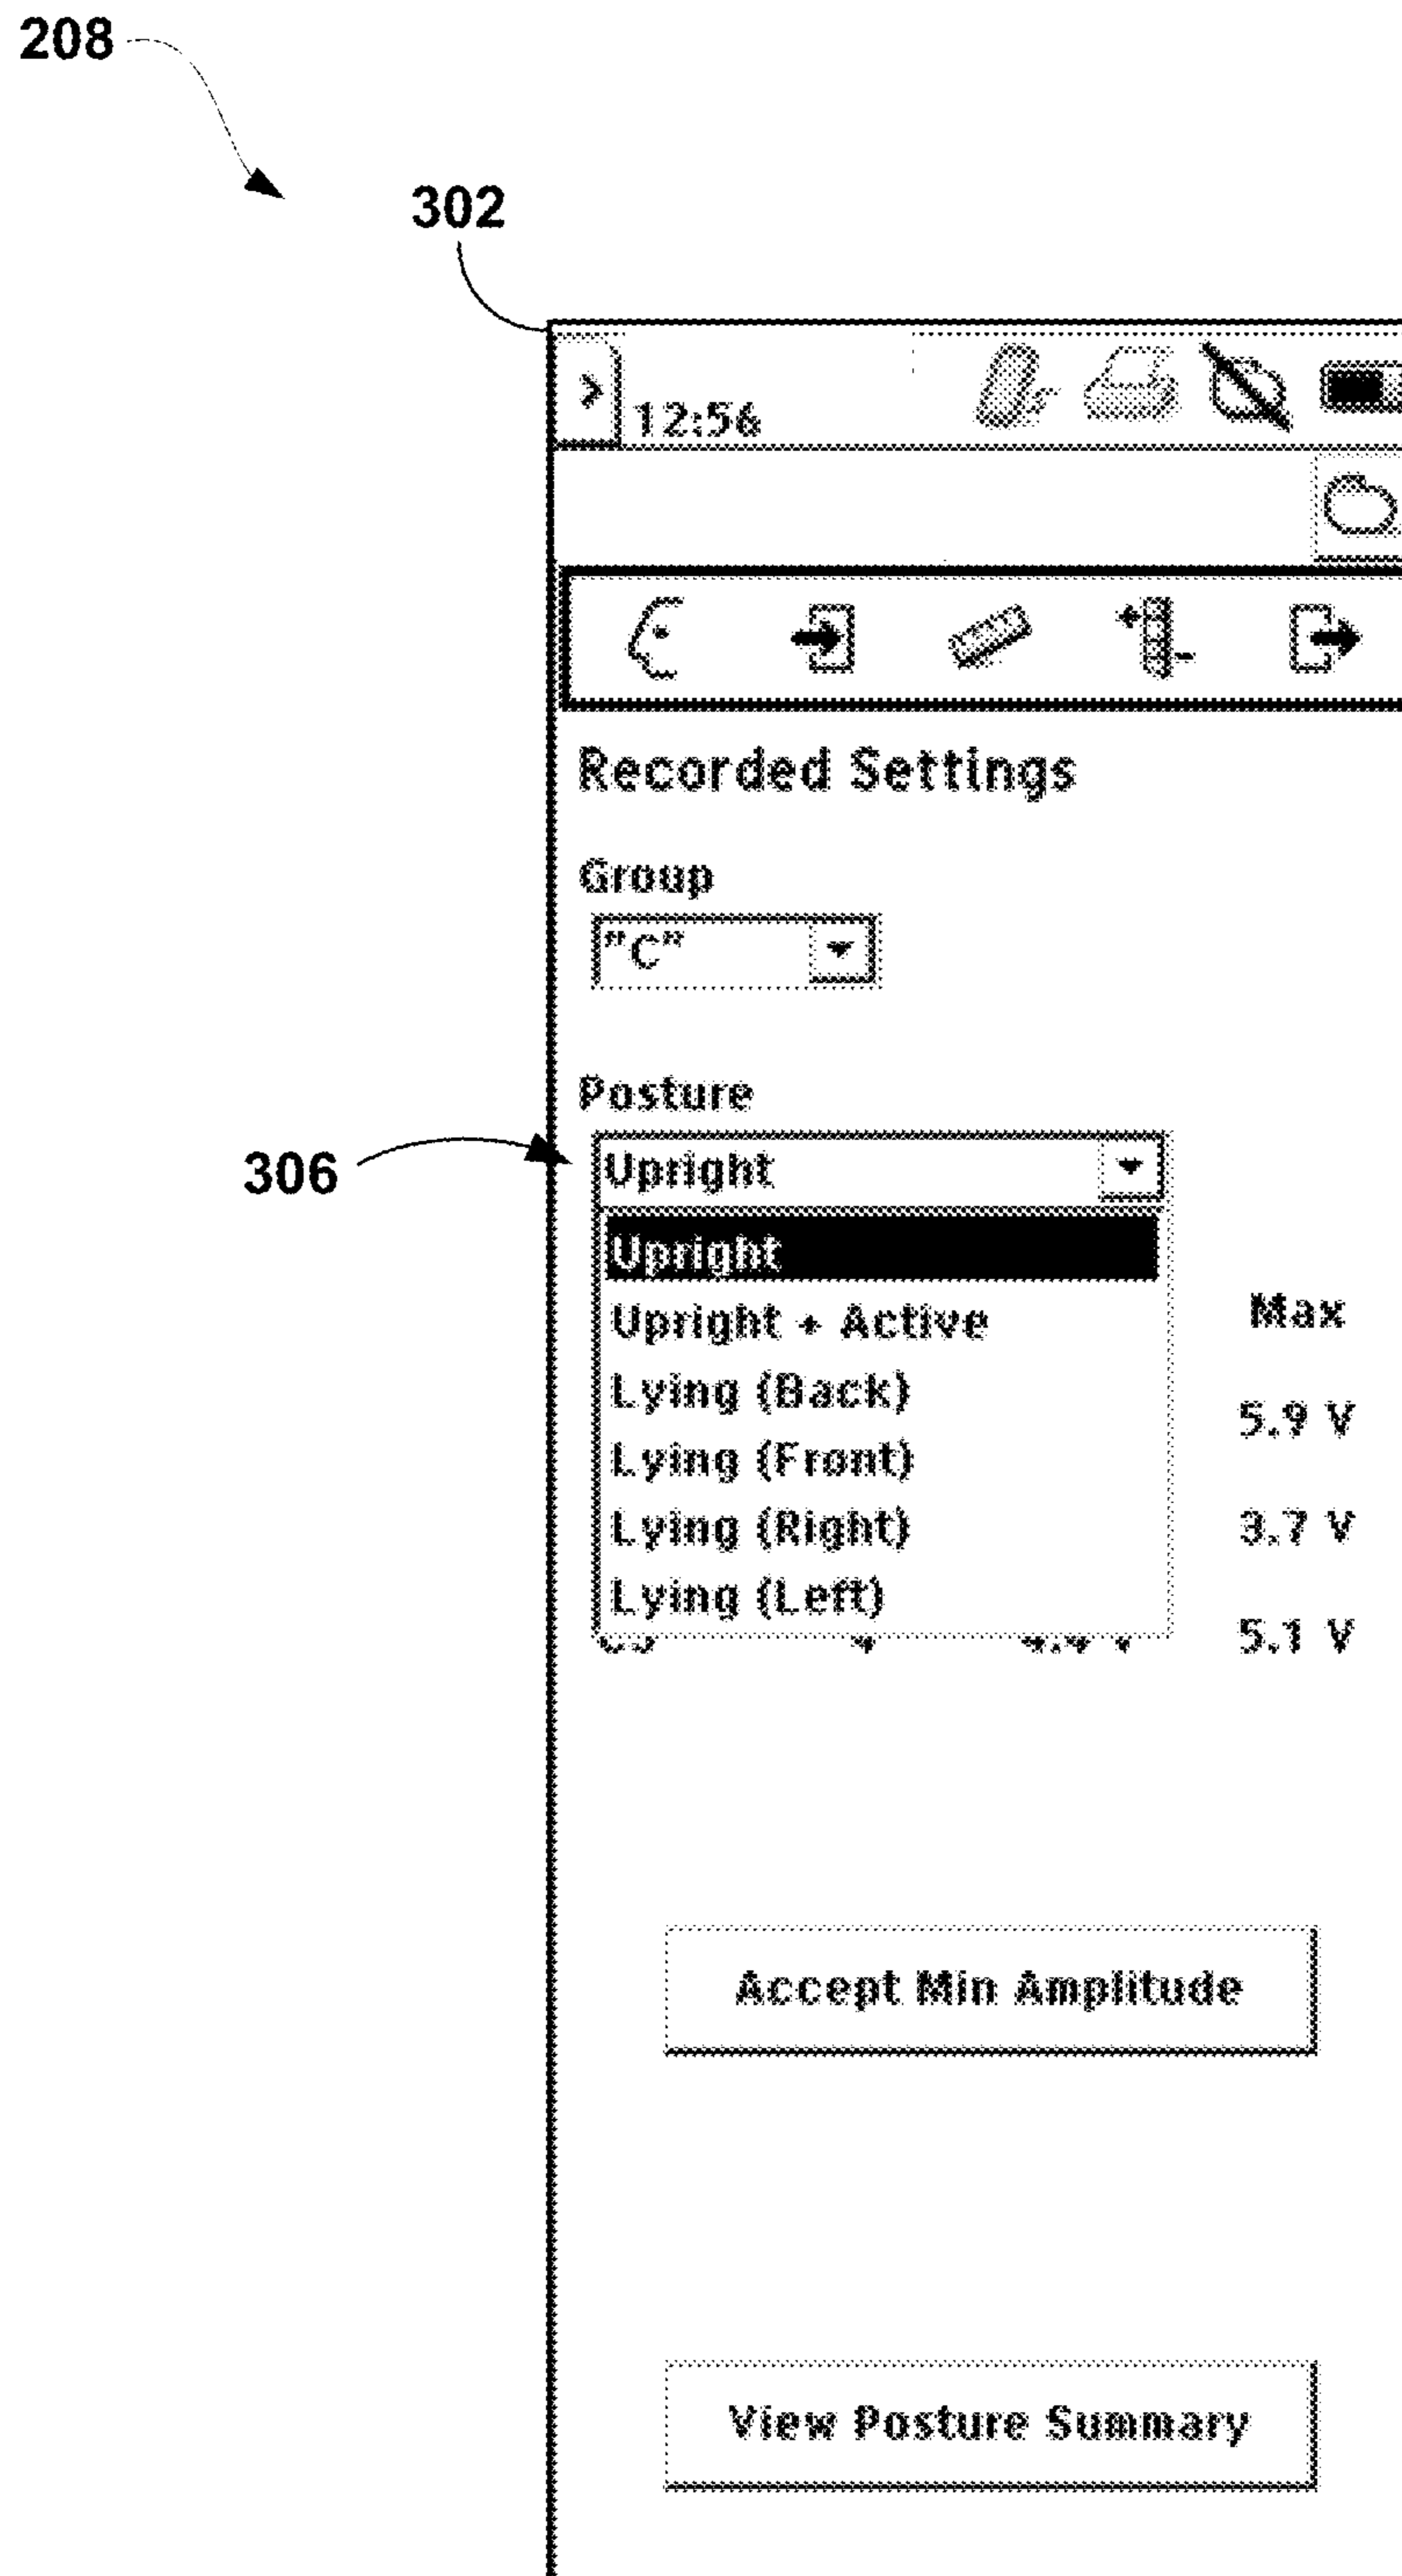 208
302
12:56
Recorded Settings
Group
"C"
Posture
306
Upright
Upright
Upright + Active
Max
Lying (Back)
5.9 V
Lying (Front)
Lying (Right)
3.7 V
Lying (Left)
5.1 V
Accept Min Amplitude
View Posture Summary